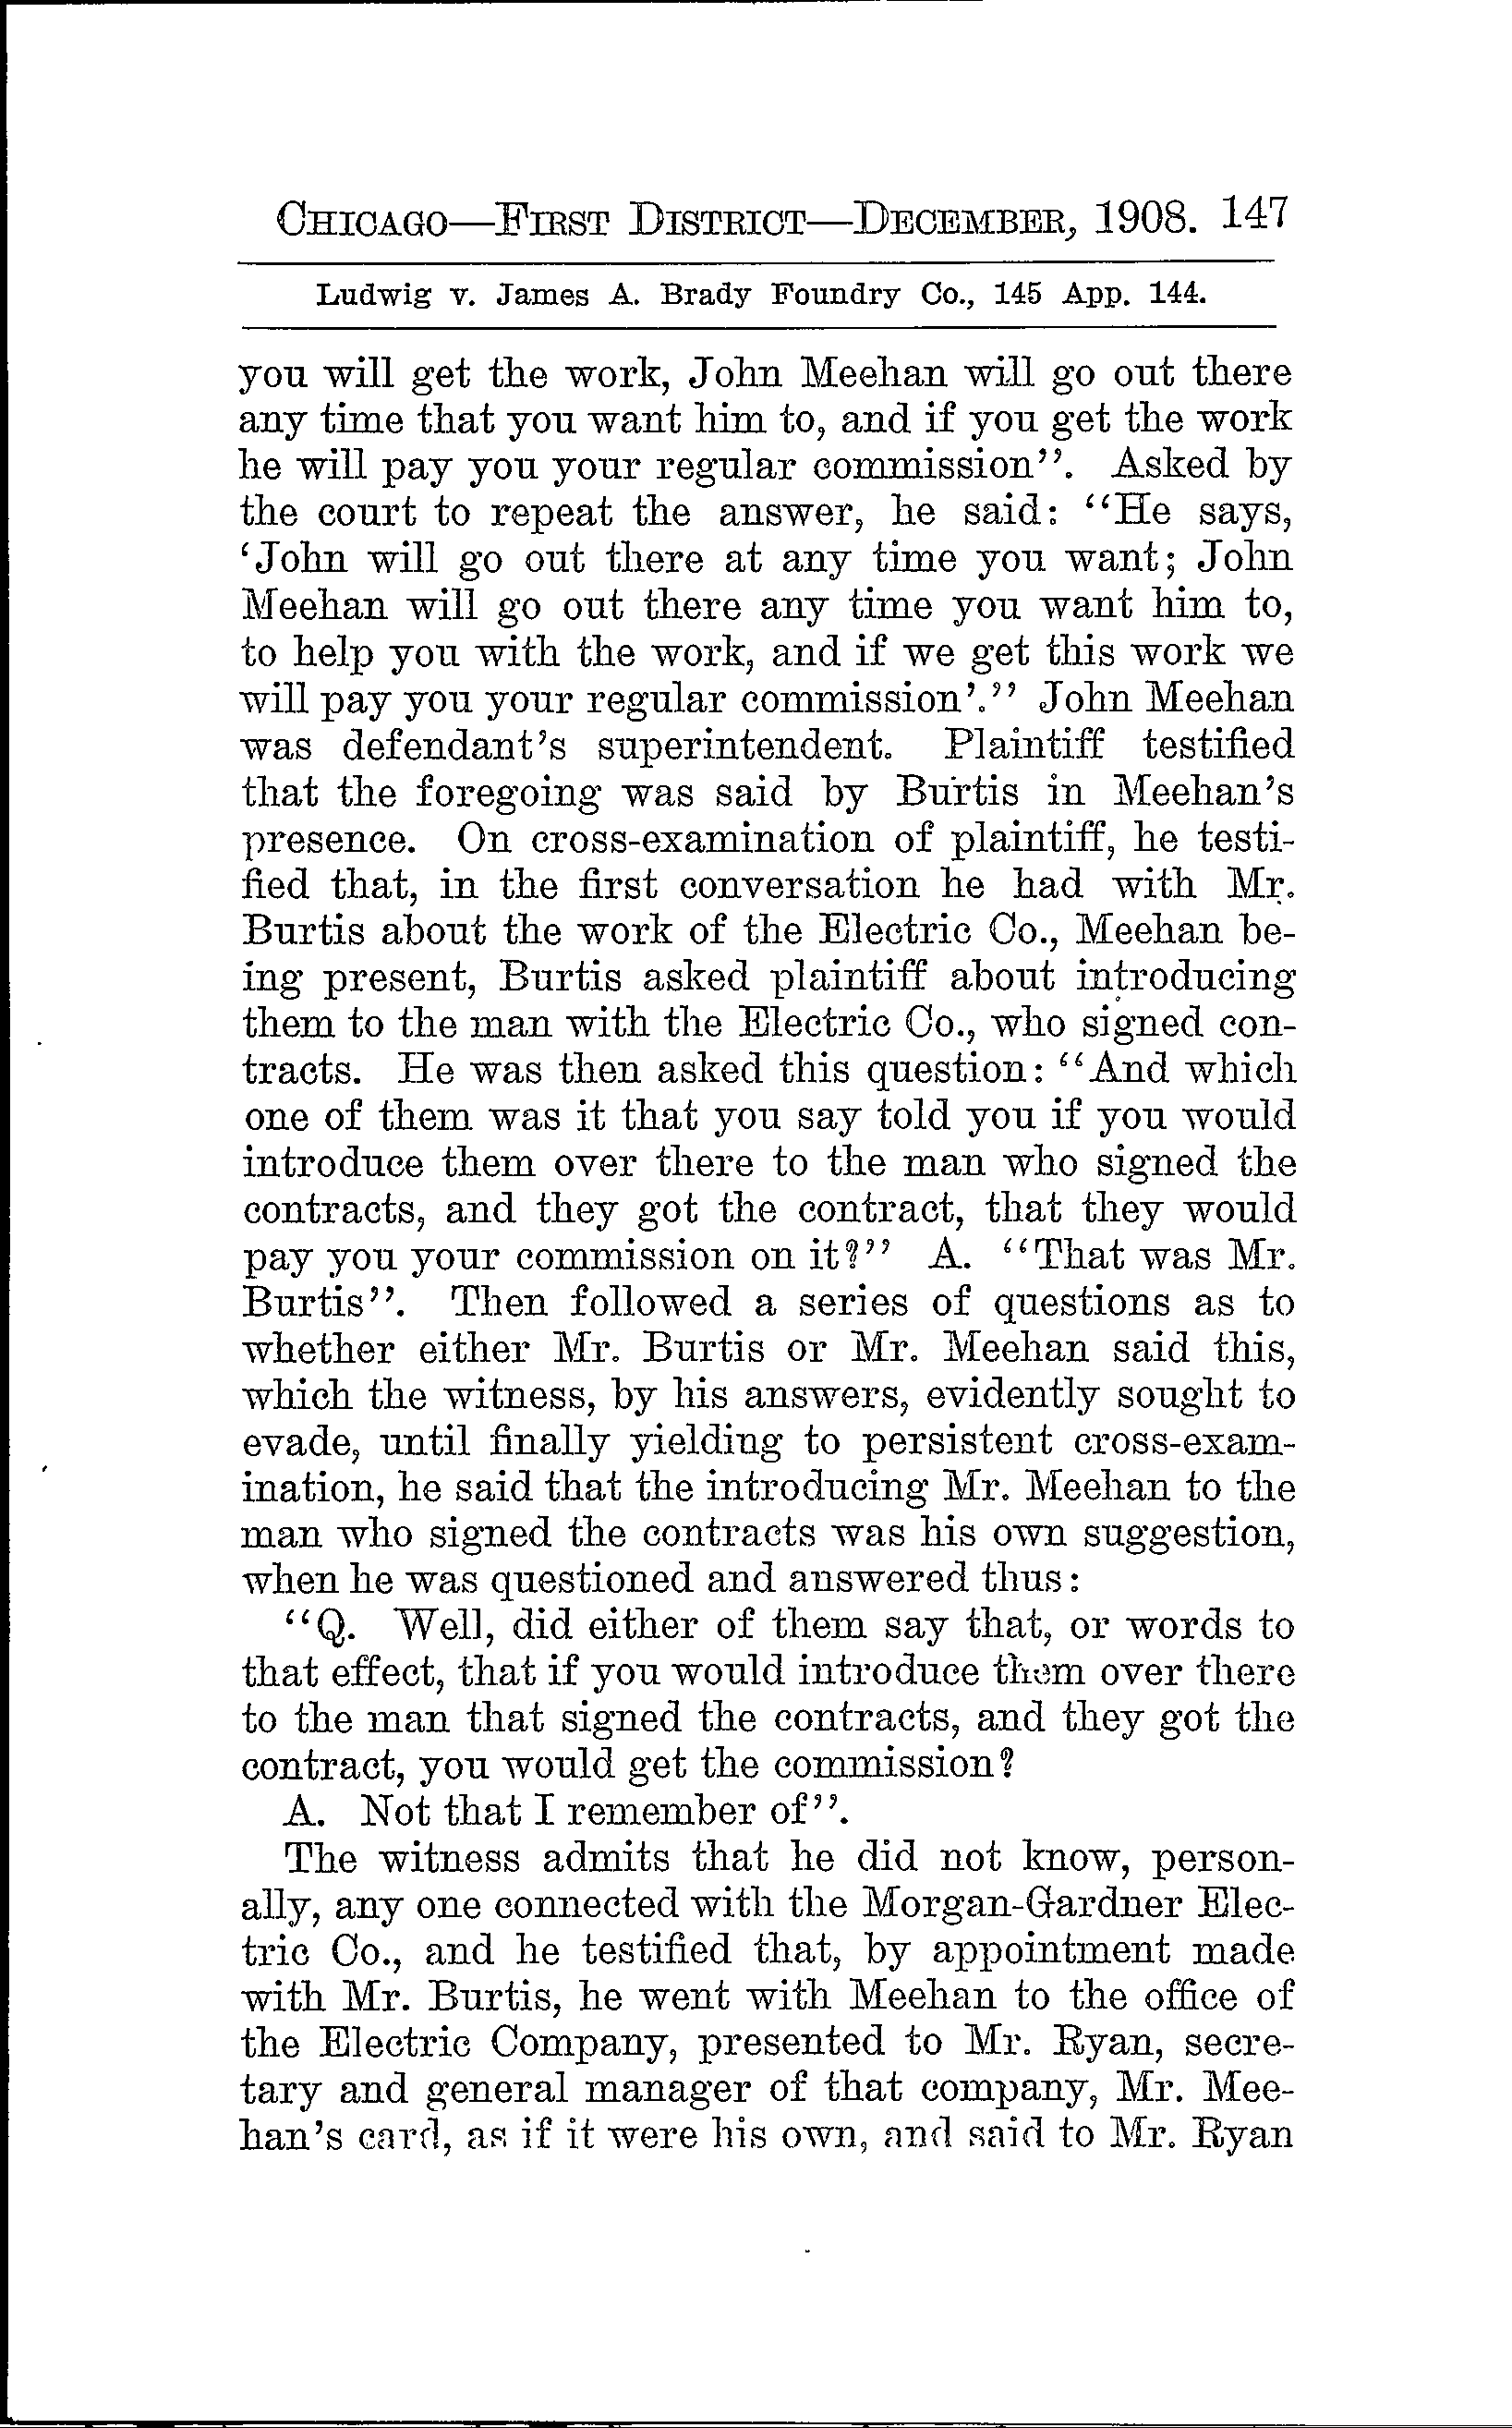 CHICAGO—FIRST DISTRICT—DECEMBER, 1908. 147
Ludwig v. James A. Brady Foundry Co., 145 App. 144.
you will get the work, John Meehan will go out there
any time that you want him to, and if you get the work
he will pay you your regular commission''. Asked by
the court to repeat the answer, he said: ''He says,
'John will go out there at any time you want; John
Meehan will go out there any time you want him to,
to help you with the work, and if we get this work we
will pay you your regular commission'.'' John Meehan
was defendant's superintendent. Plaintiff testified
that the foregoing was said by Burtis in Meehan's
presence. On cross-examination of plaintiff, he testi-
fied that, in the first conversation he had with Mr.
Burtis about the work of the Electric Co., Meehan be-
ing present, Burtis asked plaintiff about introducing
them to the man with the Electric Co., who signed con-
tracts. He was then asked this question: ''And which
one of them was it that you say told you if you would
introduce them over there to the man who signed the
contracts, and they got the contract, that they would
pay you your commission on it?'' A. ''That was Mr.
Burtis''. Then followed a series of questions as to
whether either Mr. Burtis or Mr. Meehan said this,
which the witness, by his answers, evidently sought to
evade, until finally yielding to persistent cross-exam-
ination, he said that the introducing Mr. Meehan to the
man who signed the contracts was his own suggestion,
when he was questioned and answered thus:
''Q. Well, did either of them say that, or words to
that effect, that if you would introduce them over there
to the man that signed the contracts, and they got the
contract, you would get the commission?
A. Not that I remember of''.
The witness admits that he did not know, person-
ally, any one connected with the Morgan-Gardner Elec-
tric Co., and he testified that, by appointment made
with Mr. Burtis, he went with Meehan to the office of
the Electric Company, presented to Mr. Ryan, secre-
tary and general manager of that company, Mr. Mee-
han's card, as if it were his own, and said to Mr. Ryan